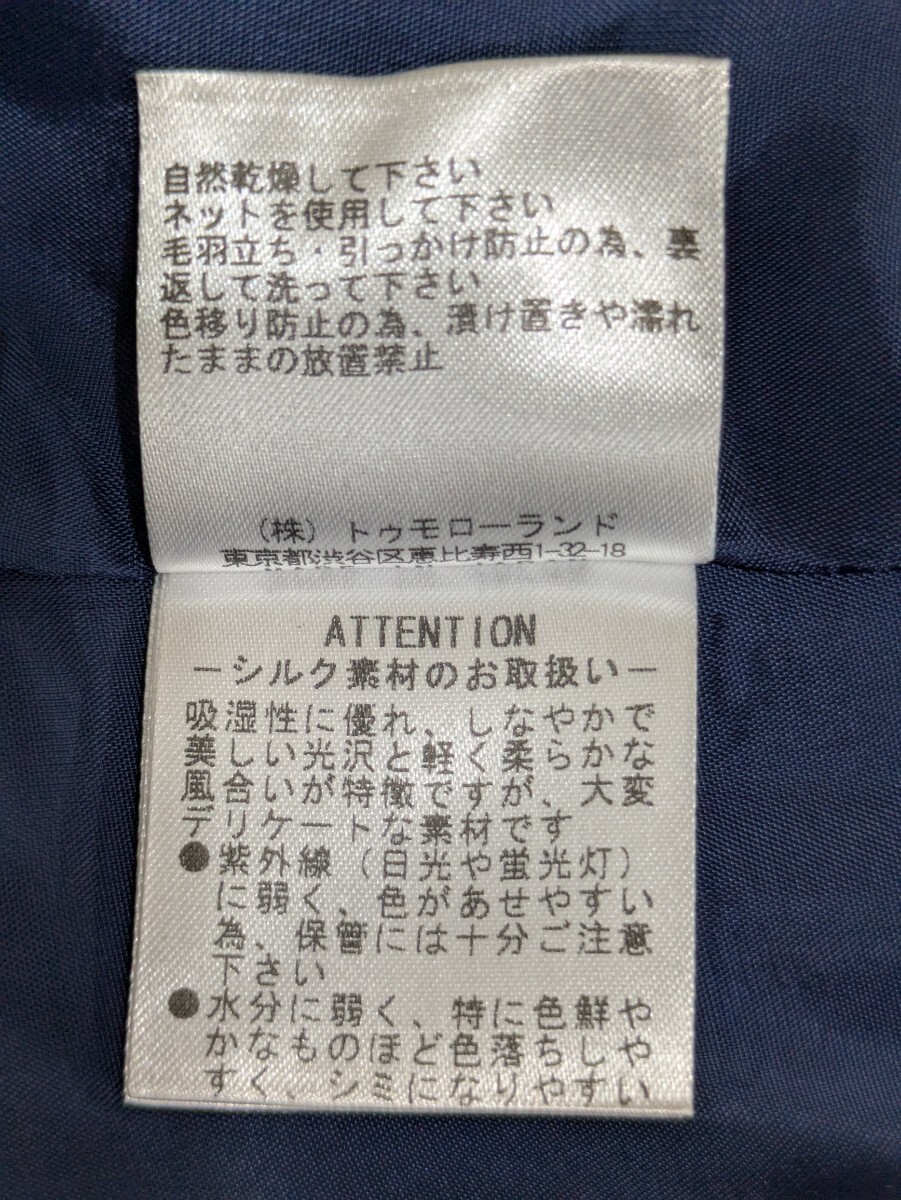 自然乾燥して下さい
ネットを使用して下さい
毛羽立ち・引っかけ防止の為、裏
返して洗って下さい
色移り防止の為、漬け置きや濡れ
たままの放置禁止
(株) トゥモローランド
東京都渋谷区恵比寿西1-32-18
ATTENTION
ーシルク素材のお取扱いー
吸湿性に優れ、しなやかで
美しい光沢と軽く柔らかな
風合いが特徴ですが、大変
デリケートな素材です
●紫外線（日光や蛍光灯）
に弱く、色があせやすい
為、保管には十分ご注意
下さい
●水分に弱く、特に色鮮や
かなものほど色落ちしや
すく、シミになりやすい